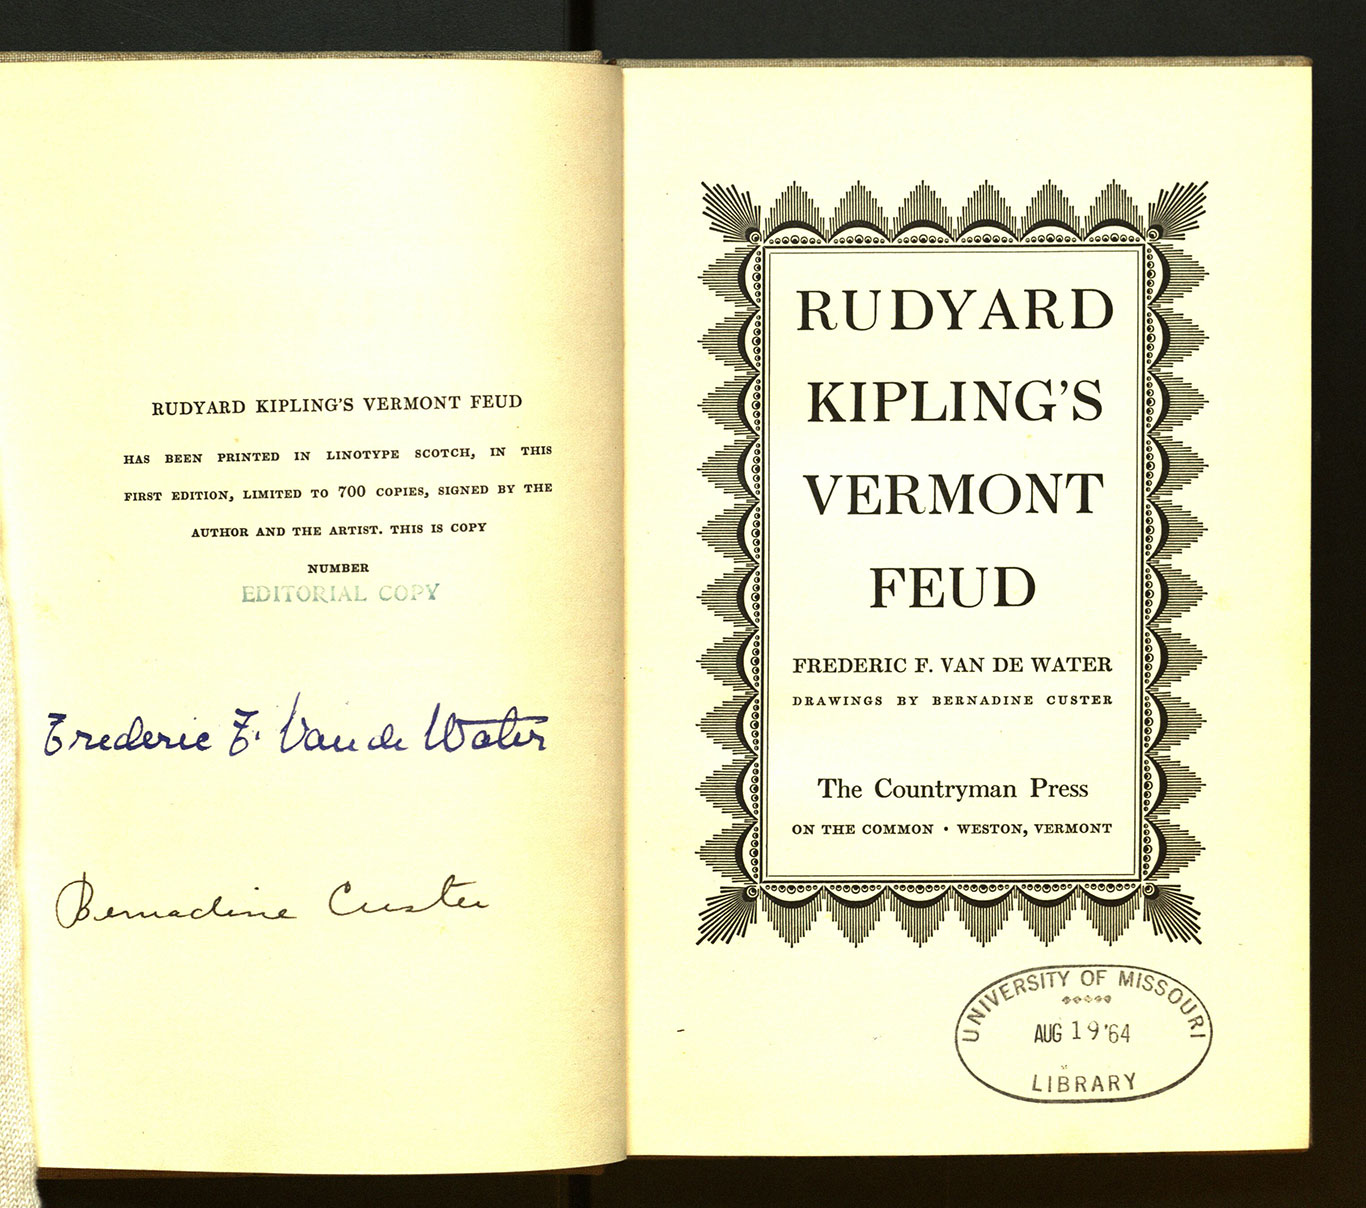 RUDYARD KIPLING'S VERMONT FEUD
HAS BEEN PRINTED IN LINOTYPE SCOTCH, IN THIS
FIRST EDITION, LIMITED TO 700 COPIES, SIGNED BY THE
AUTHOR AND THE ARTIST. THIS IS COPY
NUMBER
EDITORIAL COPY
Frederic F. Van de Water
Bernadine Custer
RUDYARD
KIPLING'S
VERMONT
FEUD
FREDERIC F. VAN DE WATER
DRAWINGS BY BERNADINE CUSTER
The Countryman Press
ON THE COMMON • WESTON, VERMONT
UNIVERSITY OF MISSOURI
AUG 19 '64
LIBRARY